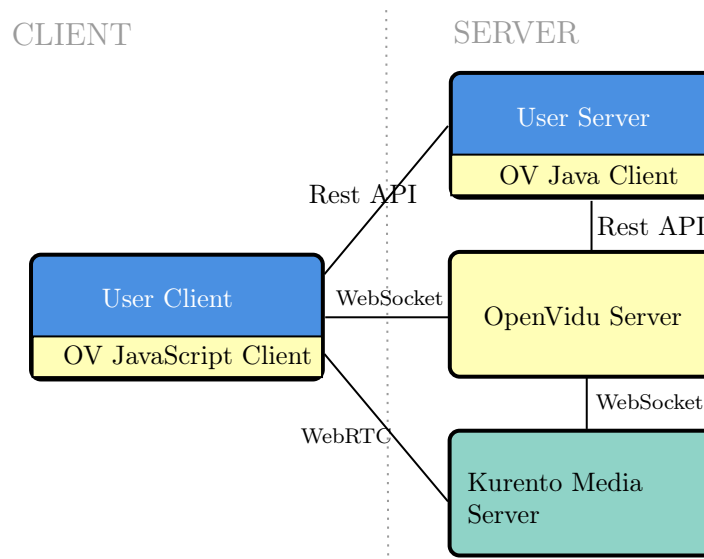 CLIENT
SERVER
User Server
OV Java Client
Rest API
Rest API
User Client
OV JavaScript Client
WebSocket
OpenVidu Server
WebSocket
WebRTC
Kurento Media
Server